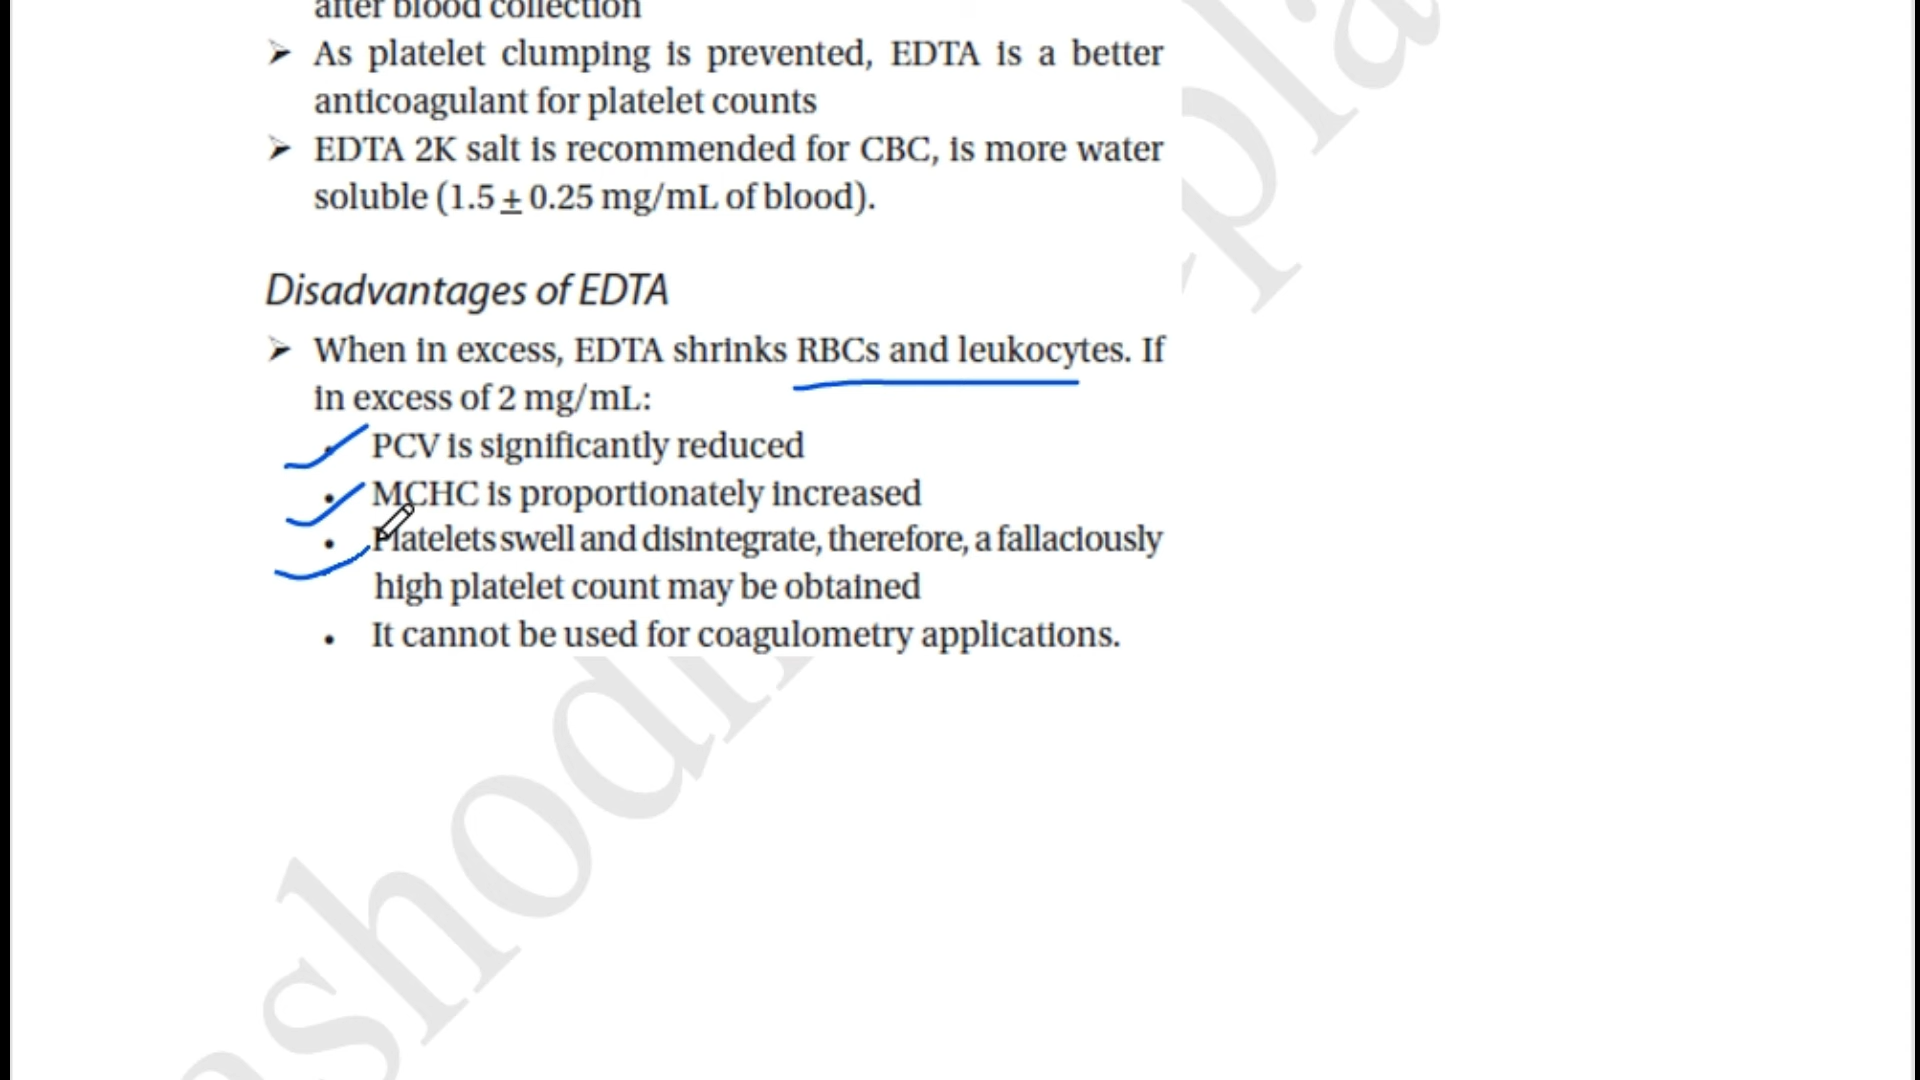 after blood collection
➢ As platelet clumping is prevented, EDTA is a better
anticoagulant for platelet counts
➢ EDTA 2K salt is recommended for CBC, is more water
soluble (1.5 ± 0.25 mg/mL of blood).
Disadvantages of EDTA
➢ When in excess, EDTA shrinks RBCs and leukocytes. If
in excess of 2 mg/mL:
• PCV is significantly reduced
• MCHC is proportionately increased
• Platelets swell and disintegrate, therefore, a fallaciously
high platelet count may be obtained
• It cannot be used for coagulometry applications.